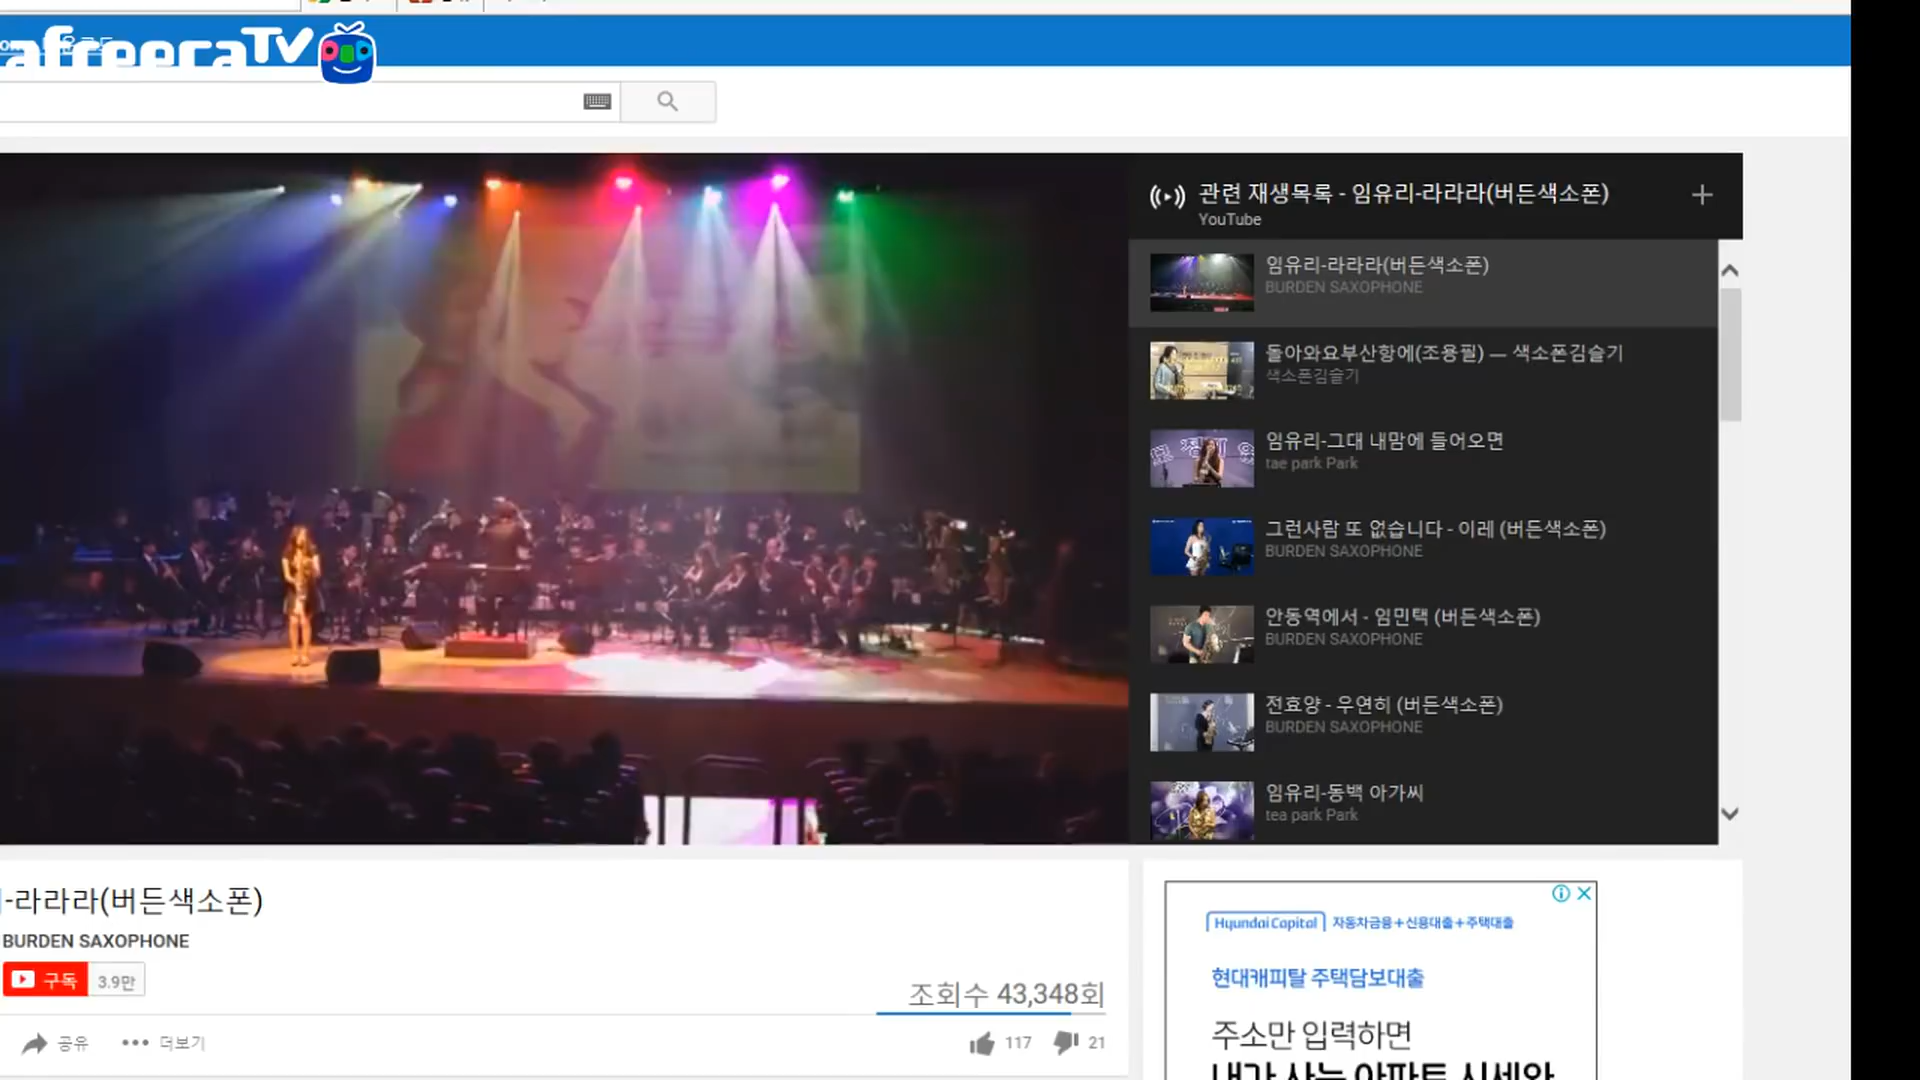 afreecaTV
관련 재생목록 - 임유리-라라라(버든색소폰)
YouTube
임유리-라라라(버든색소폰)
BURDEN SAXOPHONE
돌아와요부산항에(조용필) — 색소폰김슬기
색소폰김슬기
임유리-그대 내맘에 들어오면
tae park Park
그런사람 또 없습니다 - 이레 (버든색소폰)
BURDEN SAXOPHONE
안동역에서 - 임민택 (버든색소폰)
BURDEN SAXOPHONE
전효양 - 우연히 (버든색소폰)
BURDEN SAXOPHONE
임유리-동백 아가씨
tea park Park
-라라라(버든색소폰)
BURDEN SAXOPHONE
구독 3.9만
조회수 43,348회
공유 더보기 117 21
Hyundai Capital 자동차금융+신용대출+주택대출
현대캐피탈 주택담보대출
주소만 입력하면
내가 사는 아파트 시세와